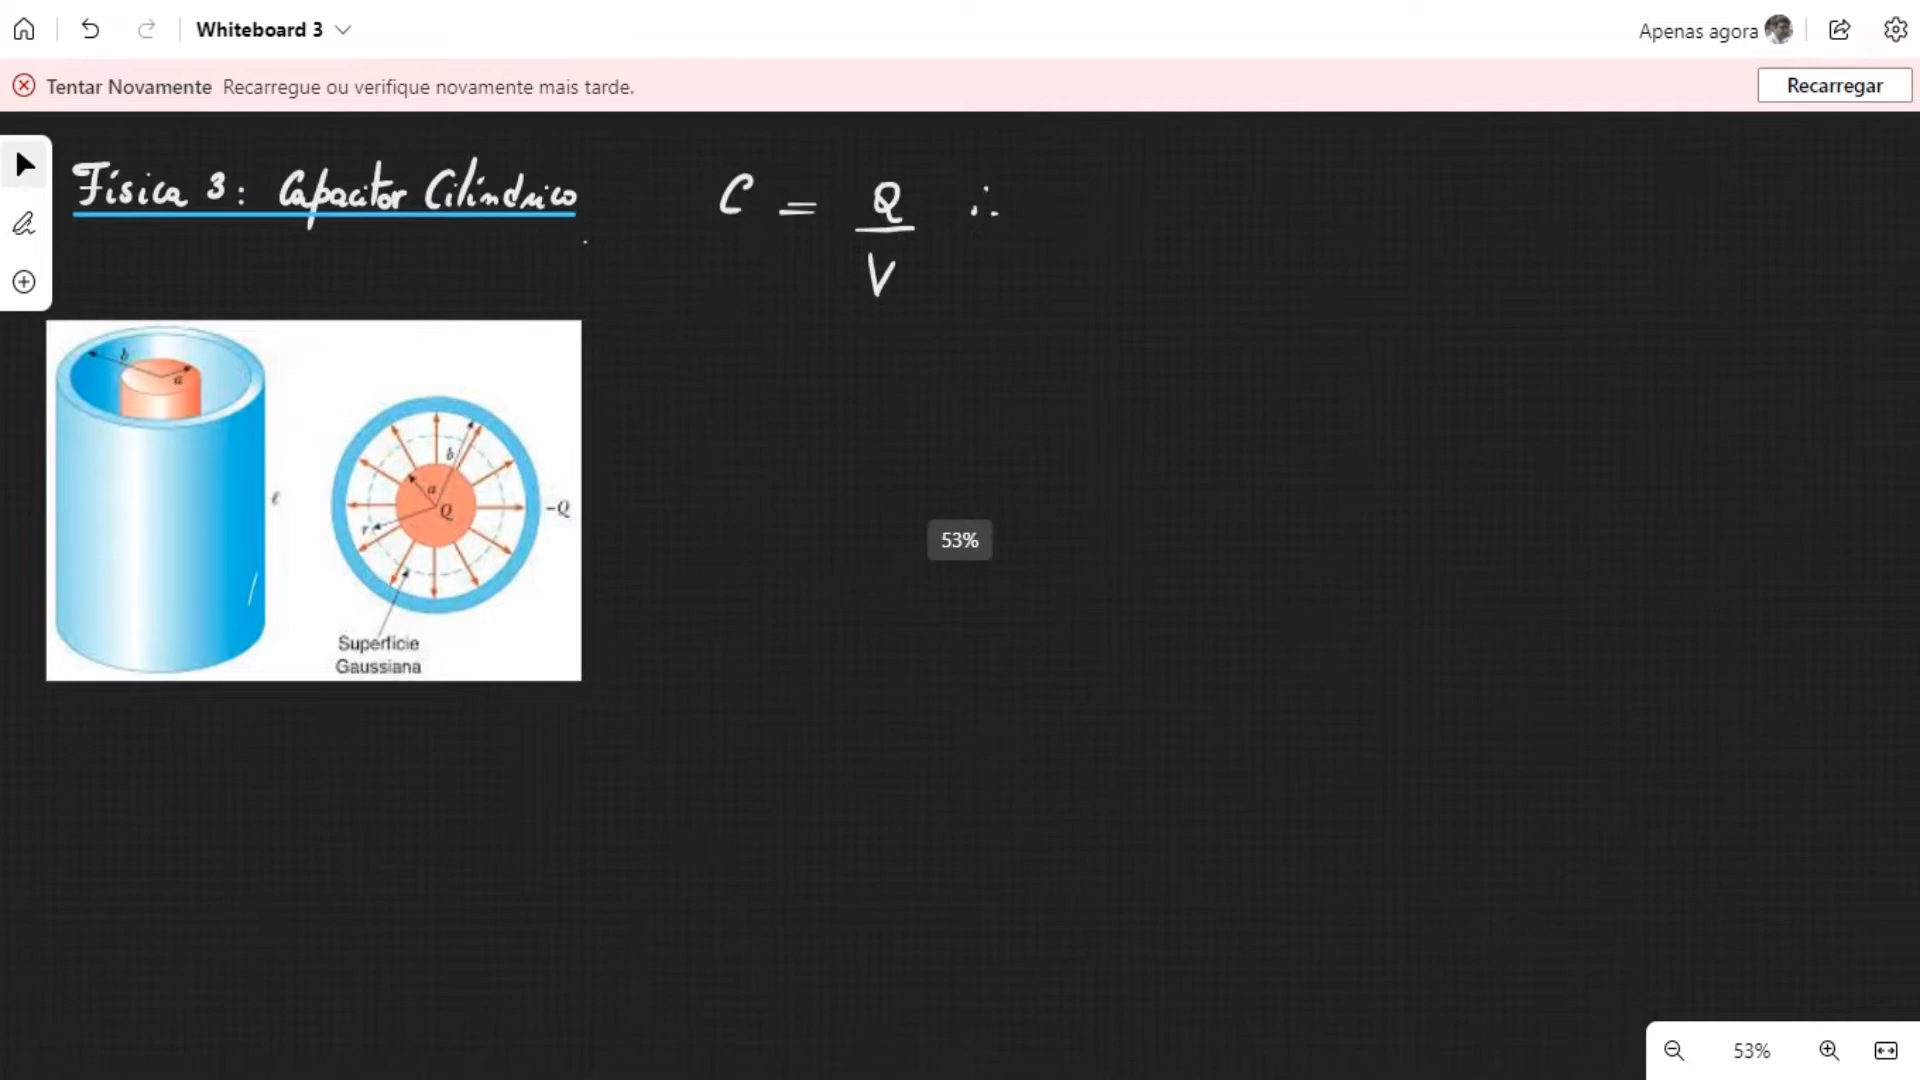 Whiteboard 3
Apenas agora
Tentar Novamente Recarregue ou verifique novamente mais tarde.
Recarregar
Física 3: Capacitor Cilíndrico
C = Q ∴
V
b
a
ℓ
b
a
Q
r
-Q
Superfície
Gaussiana
53%
53%